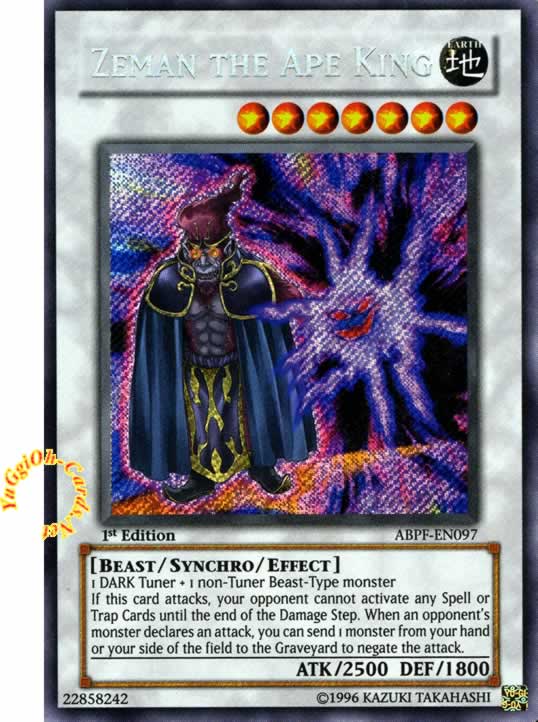 ZEMAN THE APE KING
EARTH
地
YuGgiOh-Cards.Net
1st Edition
ABPF-EN097
[BEAST/SYNCHRO/EFFECT]
1 DARK Tuner + 1 non-Tuner Beast-Type monster
If this card attacks, your opponent cannot activate any Spell or
Trap Cards until the end of the Damage Step. When an opponent's
monster declares an attack, you can send 1 monster from your hand
or your side of the field to the Graveyard to negate the attack.
ATK/2500 DEF/1800
22858242
©1996 KAZUKI TAKAHASHI